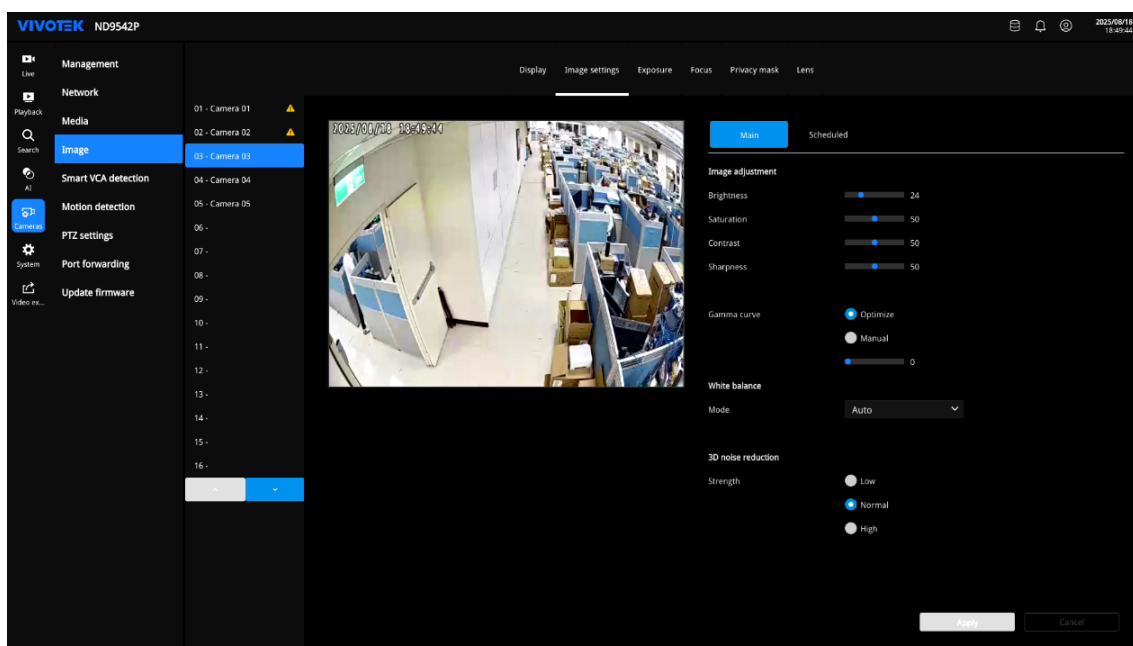 VIVOTEK ND9542P
2025/08/18
18:49:44
Live
Playback
Search
AI
Cameras
System
Video ex...
Management
Network
Media
Image
Smart VCA detection
Motion detection
PTZ settings
Port forwarding
Update firmware
Display Image settings Exposure Focus Privacy mask Lens
01 - Camera 01
02 - Camera 02
03 - Camera 03
04 - Camera 04
05 - Camera 05
06 -
07 -
08 -
09 -
10 -
11 -
12 -
13 -
14 -
15 -
16 -
2025/08/18 18:49:44
Main Scheduled
Image adjustment
Brightness 24
Saturation 50
Contrast 50
Sharpness 50
Gamma curve Optimize
Manual
0
White balance
Mode Auto
3D noise reduction
Strength Low
Normal
High
Apply Cancel